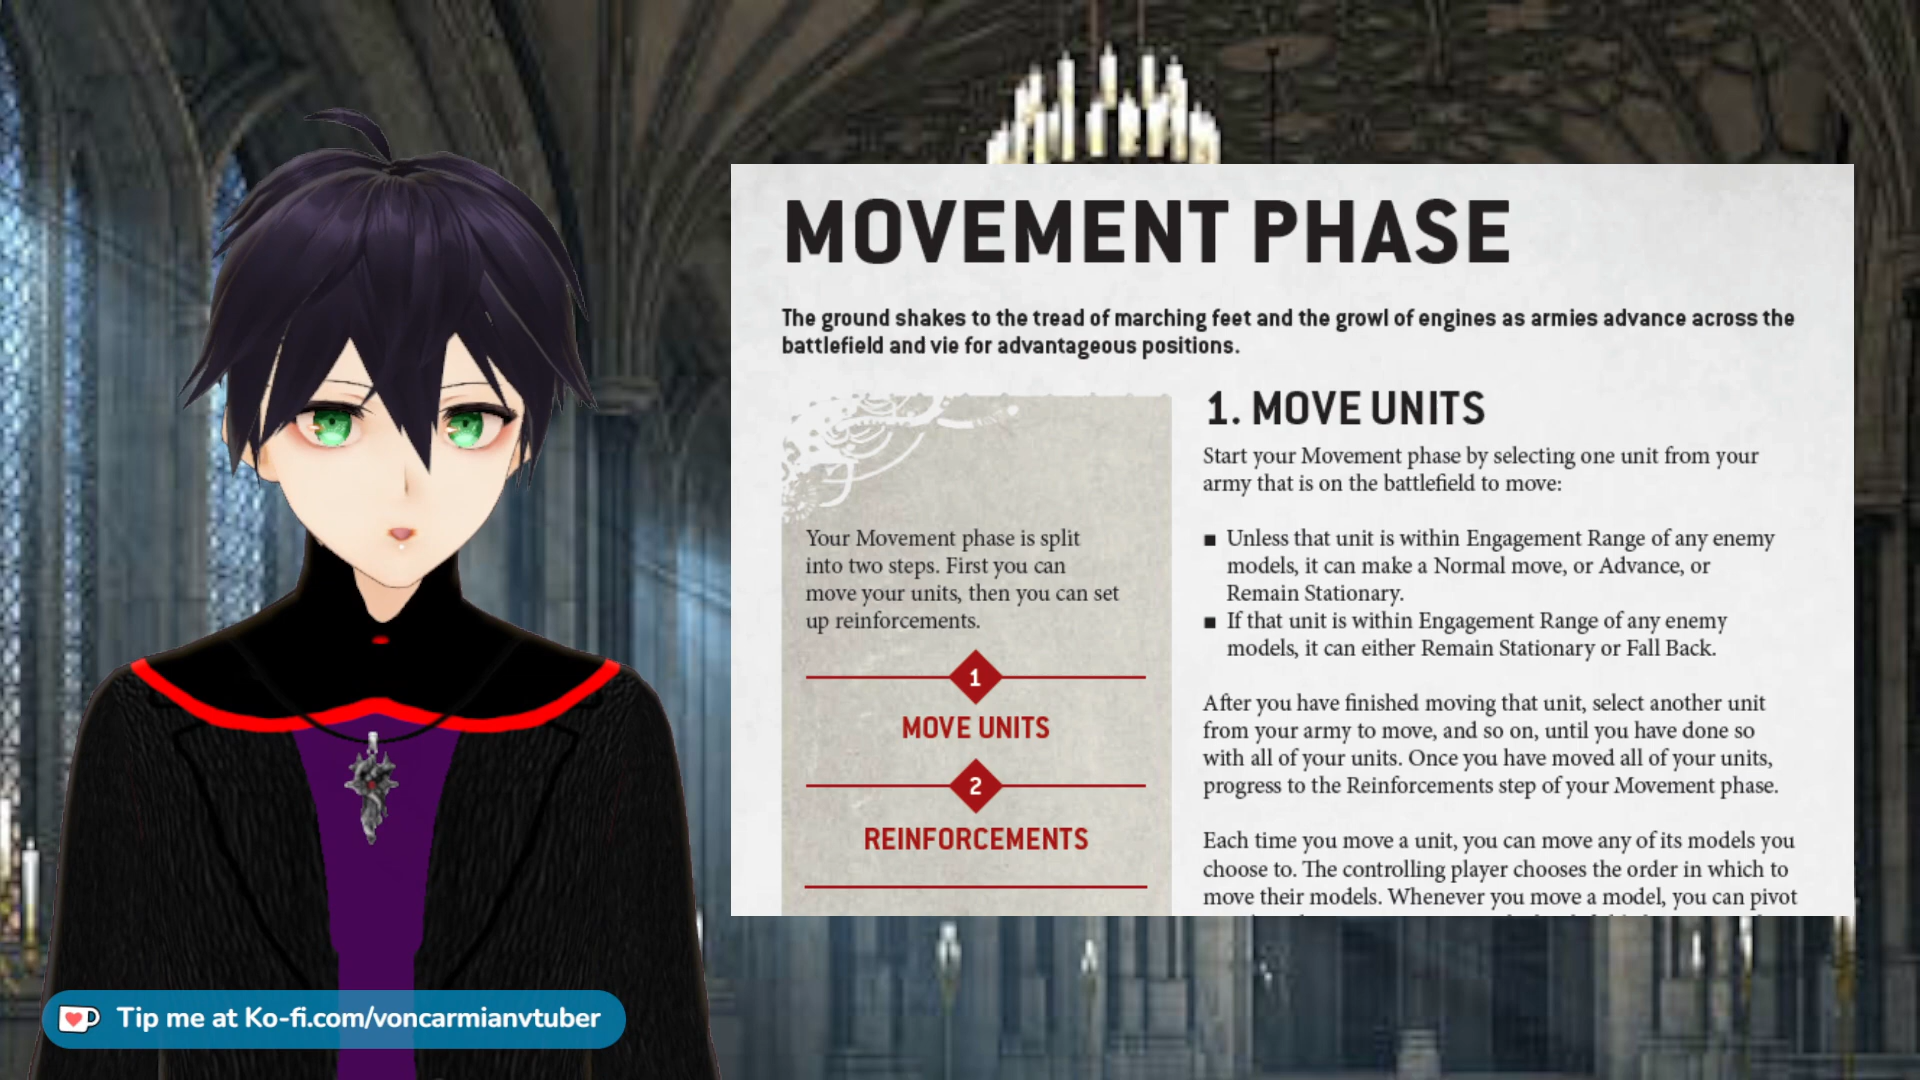 MOVEMENT PHASE
The ground shakes to the tread of marching feet and the growl of engines as armies advance across the
battlefield and vie for advantageous positions.
Your Movement phase is split
into two steps. First you can
move your units, then you can set
up reinforcements.
1
MOVE UNITS
2
REINFORCEMENTS
1. MOVE UNITS
Start your Movement phase by selecting one unit from your
army that is on the battlefield to move:
■ Unless that unit is within Engagement Range of any enemy
models, it can make a Normal move, or Advance, or
Remain Stationary.
■ If that unit is within Engagement Range of any enemy
models, it can either Remain Stationary or Fall Back.
After you have finished moving that unit, select another unit
from your army to move, and so on, until you have done so
with all of your units. Once you have moved all of your units,
progress to the Reinforcements step of your Movement phase.
Each time you move a unit, you can move any of its models you
choose to. The controlling player chooses the order in which to
move their models. Whenever you move a model, you can pivot
Tip me at Ko-fi.com/voncarmianvtuber